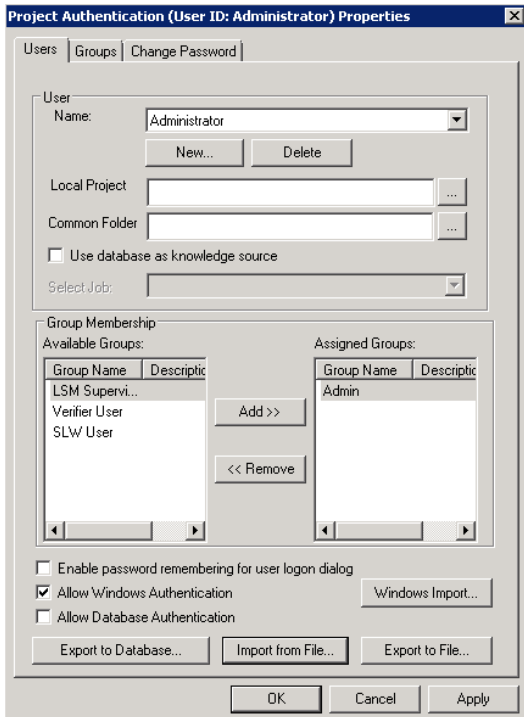 Project Authentication (User ID: Administrator) Properties
Users Groups Change Password
User
Name: Administrator
New... Delete
Local Project ...
Common Folder ...
Use database as knowledge source
Select Job:
Group Membership
Available Groups: Assigned Groups:
Group Name Descriptic Group Name Descriptic
LSM Supervi... Admin
Verifier User
SLW User
Add >>
<< Remove
Enable password remembering for user logon dialog
Allow Windows Authentication Windows Import...
Allow Database Authentication
Export to Database... Import from File... Export to File...
OK Cancel Apply